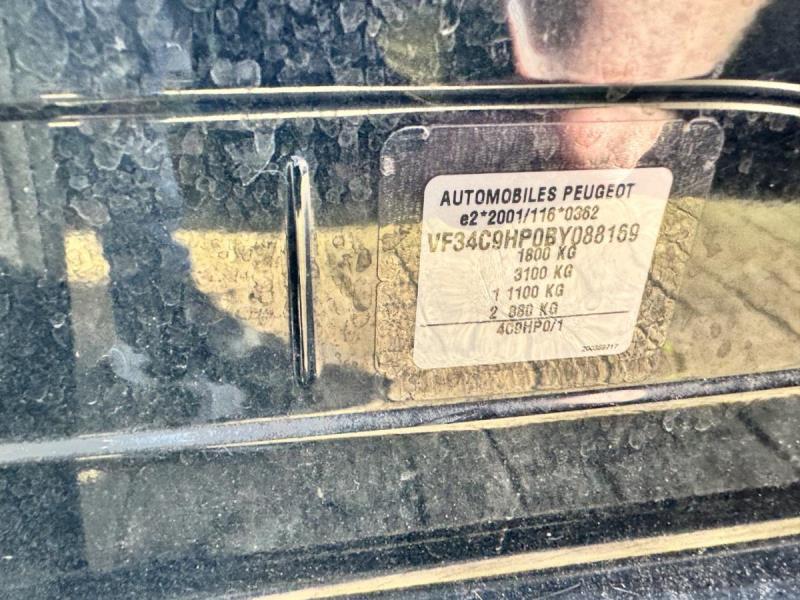 AUTOMOBILES PEUGEOT
e2*2001/116*0362
VF34C9HP0BY088169
1800 KG
3100 KG
1 1100 KG
2 880 KG
4C9HP0/1